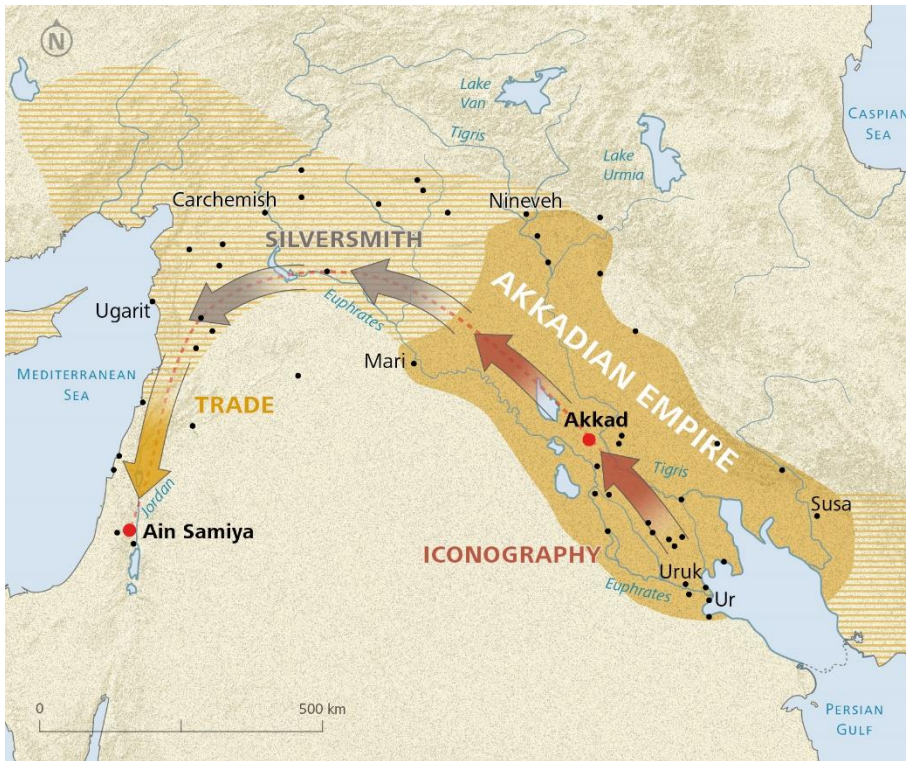 N
Lake
Van
Tigris
CASPIAN
SEA
Lake
Urmia
Carchemish
Nineveh
SILVERSMITH
AKKADIAN EMPIRE
Ugarit
Euphrates
Mari
MEDITERRANEAN
SEA
TRADE
Akkad
Tigris
Jordan
Susa
Ain Samiya
ICONOGRAPHY
Uruk
Euphrates
Ur
0
500 km
PERSIAN
GULF